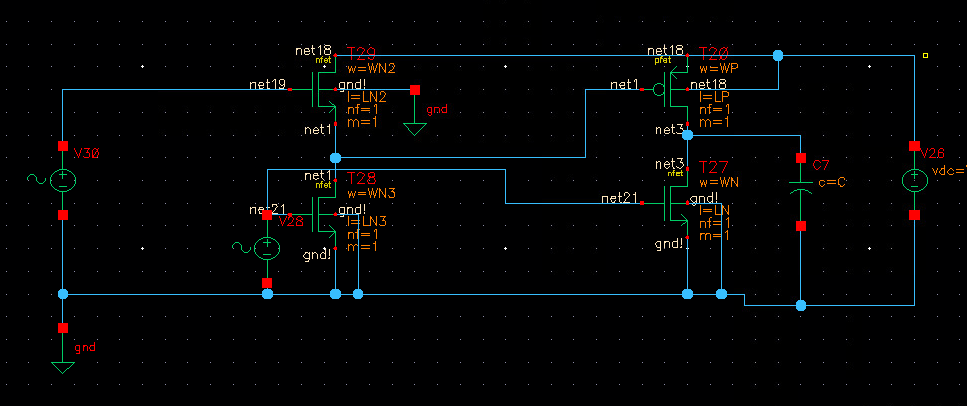 net18
T29
nfet
w=WN2
net19
gnd!
l=LN2
nf=1
m=1
net1
gnd
net18
T20
pfet
w=WP
net1
net18
l=LP
nf=1
m=1
net3
V30
net1
T28
nfet
w=WN3
net21
gnd!
l=LN3
nf=1
m=1
gnd!
V28
net3
T27
nfet
w=WN
net21
gnd!
l=LN
nf=1
m=1
gnd!
C7
c=C
V26
vdc=
gnd